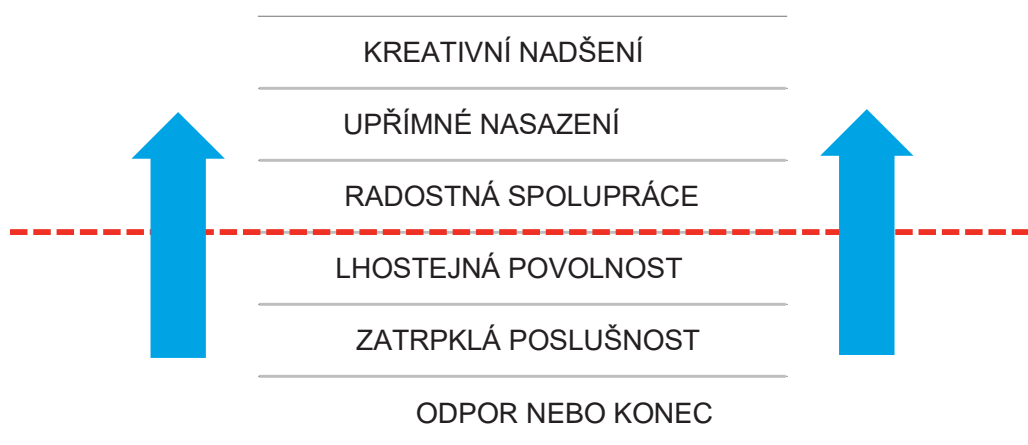 KREATIVNÍ NADŠENÍ
UPŘÍMNÉ NASAZENÍ
RADOSTNÁ SPOLUPRÁCE
LHOSTEJNÁ POVOLNOST
ZATRPKLÁ POSLUŠNOST
ODPOR NEBO KONEC